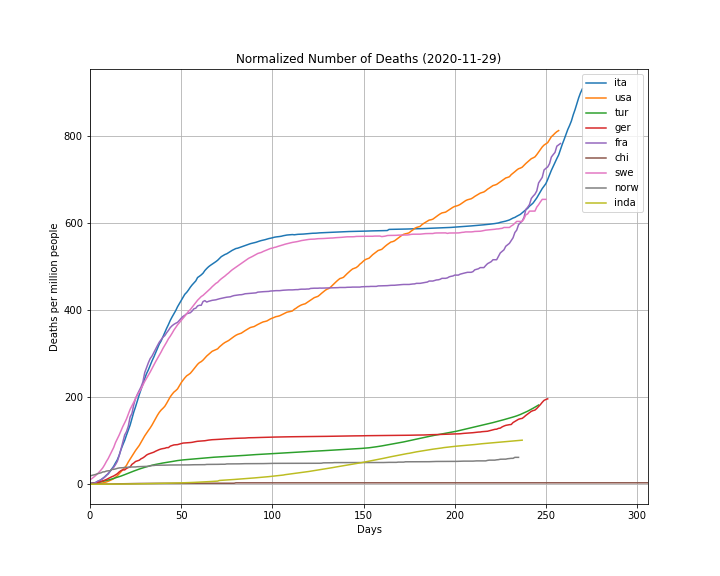 Normalized Number of Deaths (2020-11-29)
ita
usa
tur
ger
fra
chi
swe
norw
inda
800
600
400
200
0
Deaths per million people
0 50 100 150 200 250 300
Days